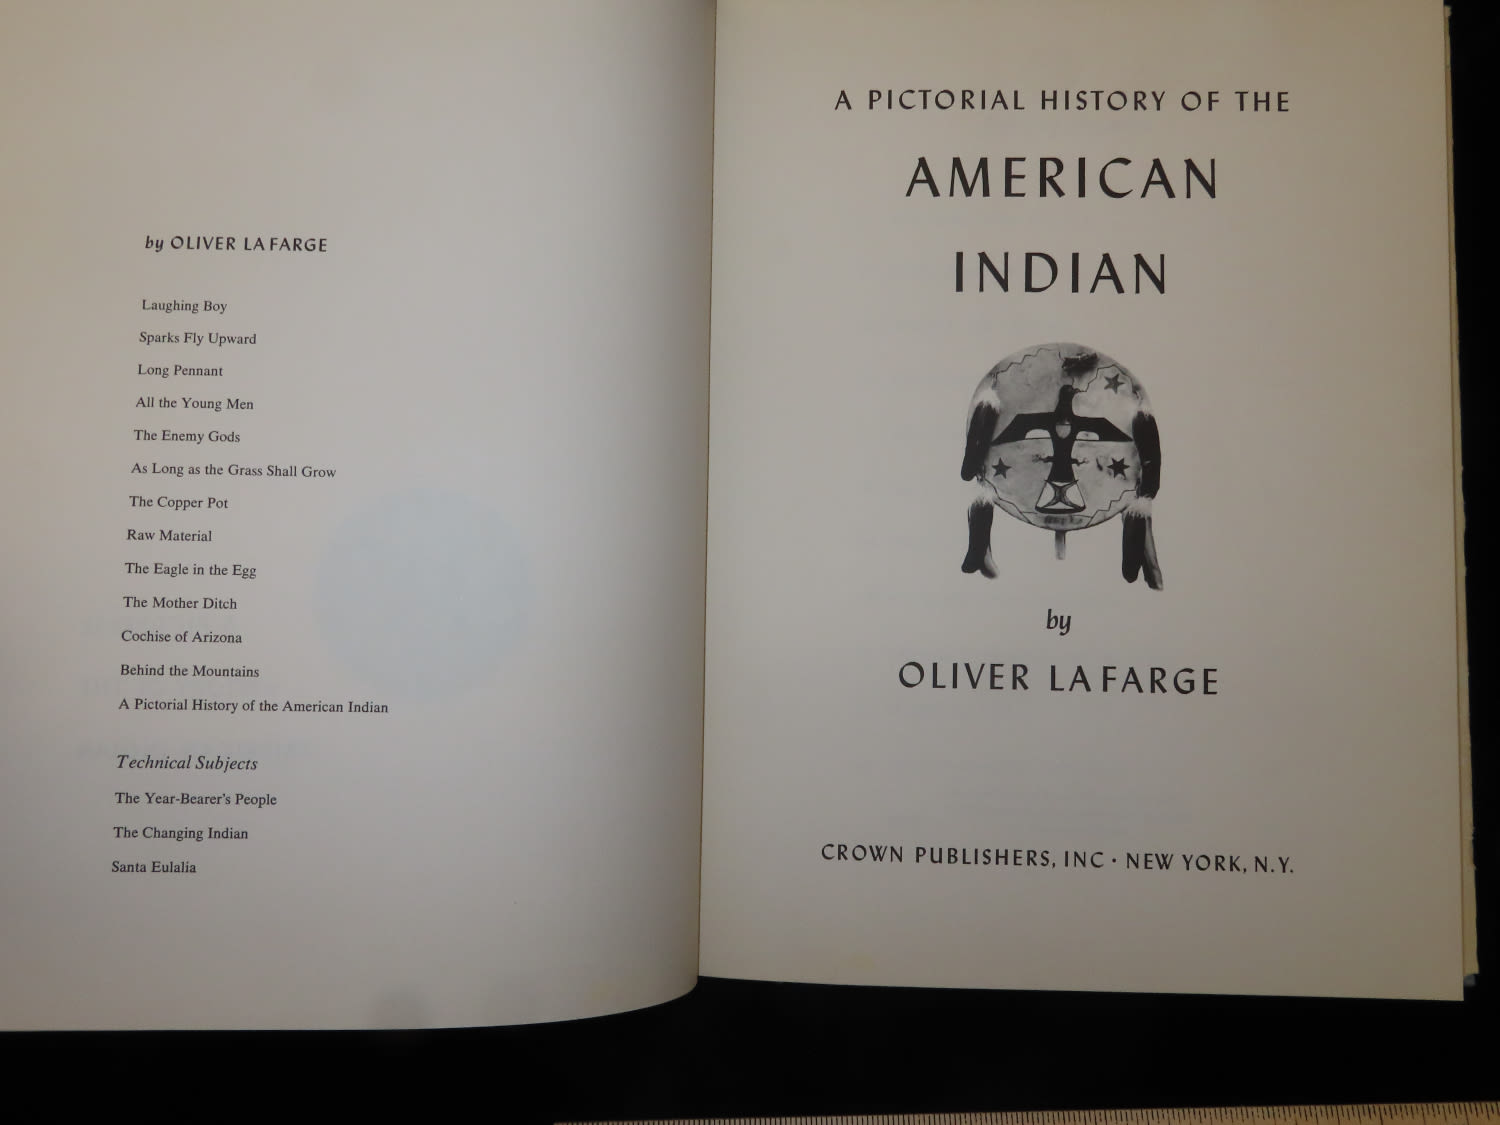 by OLIVER LA FARGE
Laughing Boy
Sparks Fly Upward
Long Pennant
All the Young Men
The Enemy Gods
As Long as the Grass Shall Grow
The Copper Pot
Raw Material
The Eagle in the Egg
The Mother Ditch
Cochise of Arizona
Behind the Mountains
A Pictorial History of the American Indian
Technical Subjects
The Year-Bearer's People
The Changing Indian
Santa Eulalia
A PICTORIAL HISTORY OF THE
AMERICAN
INDIAN
by
OLIVER LA FARGE
CROWN PUBLISHERS, INC · NEW YORK, N.Y.